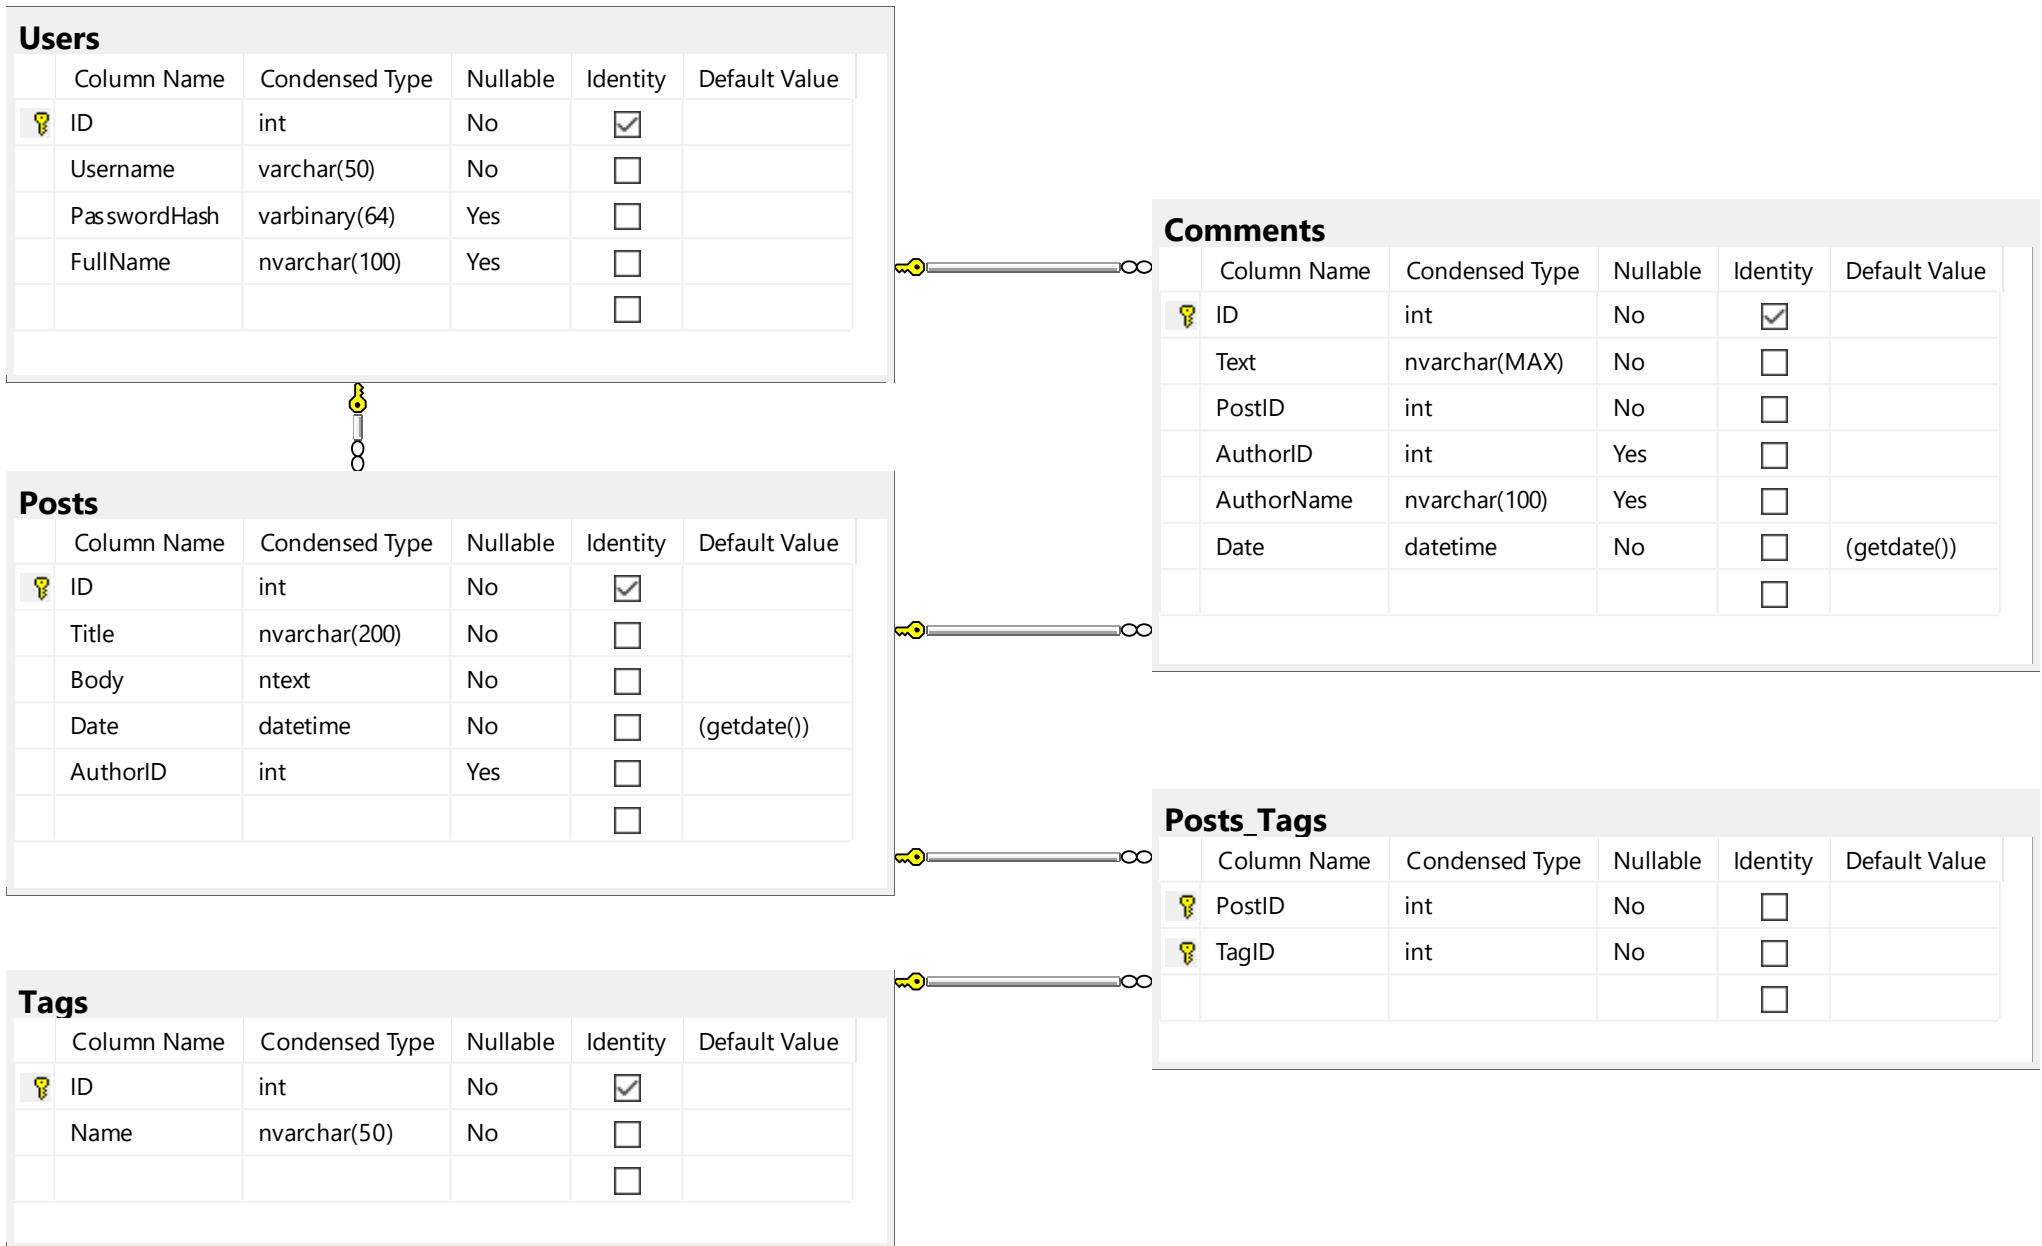 Users
Column Name Condensed Type Nullable Identity Default Value
ID int No
Username varchar(50) No
PasswordHash varbinary(64) Yes
FullName nvarchar(100) Yes
Comments
Column Name Condensed Type Nullable Identity Default Value
ID int No
Text nvarchar(MAX) No
PostID int No
AuthorID int Yes
AuthorName nvarchar(100) Yes
Date datetime No (getdate())
Posts
Column Name Condensed Type Nullable Identity Default Value
ID int No
Title nvarchar(200) No
Body ntext No
Date datetime No (getdate())
AuthorID int Yes
Posts_Tags
Column Name Condensed Type Nullable Identity Default Value
PostID int No
TagID int No
Tags
Column Name Condensed Type Nullable Identity Default Value
ID int No
Name nvarchar(50) No